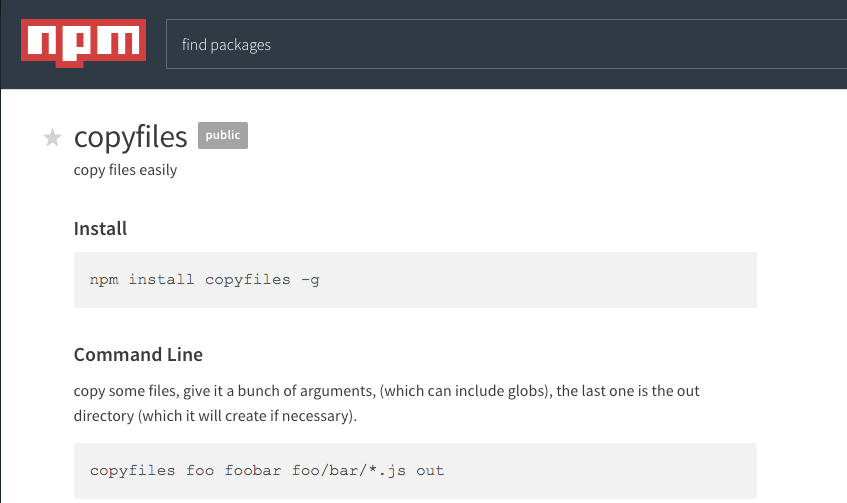 npm
find packages
copyfiles public
copy files easily
Install
npm install copyfiles -g
Command Line
copy some files, give it a bunch of arguments, (which can include globs), the last one is the out
directory (which it will create if necessary).
copyfiles foo foobar foo/bar/*.js out